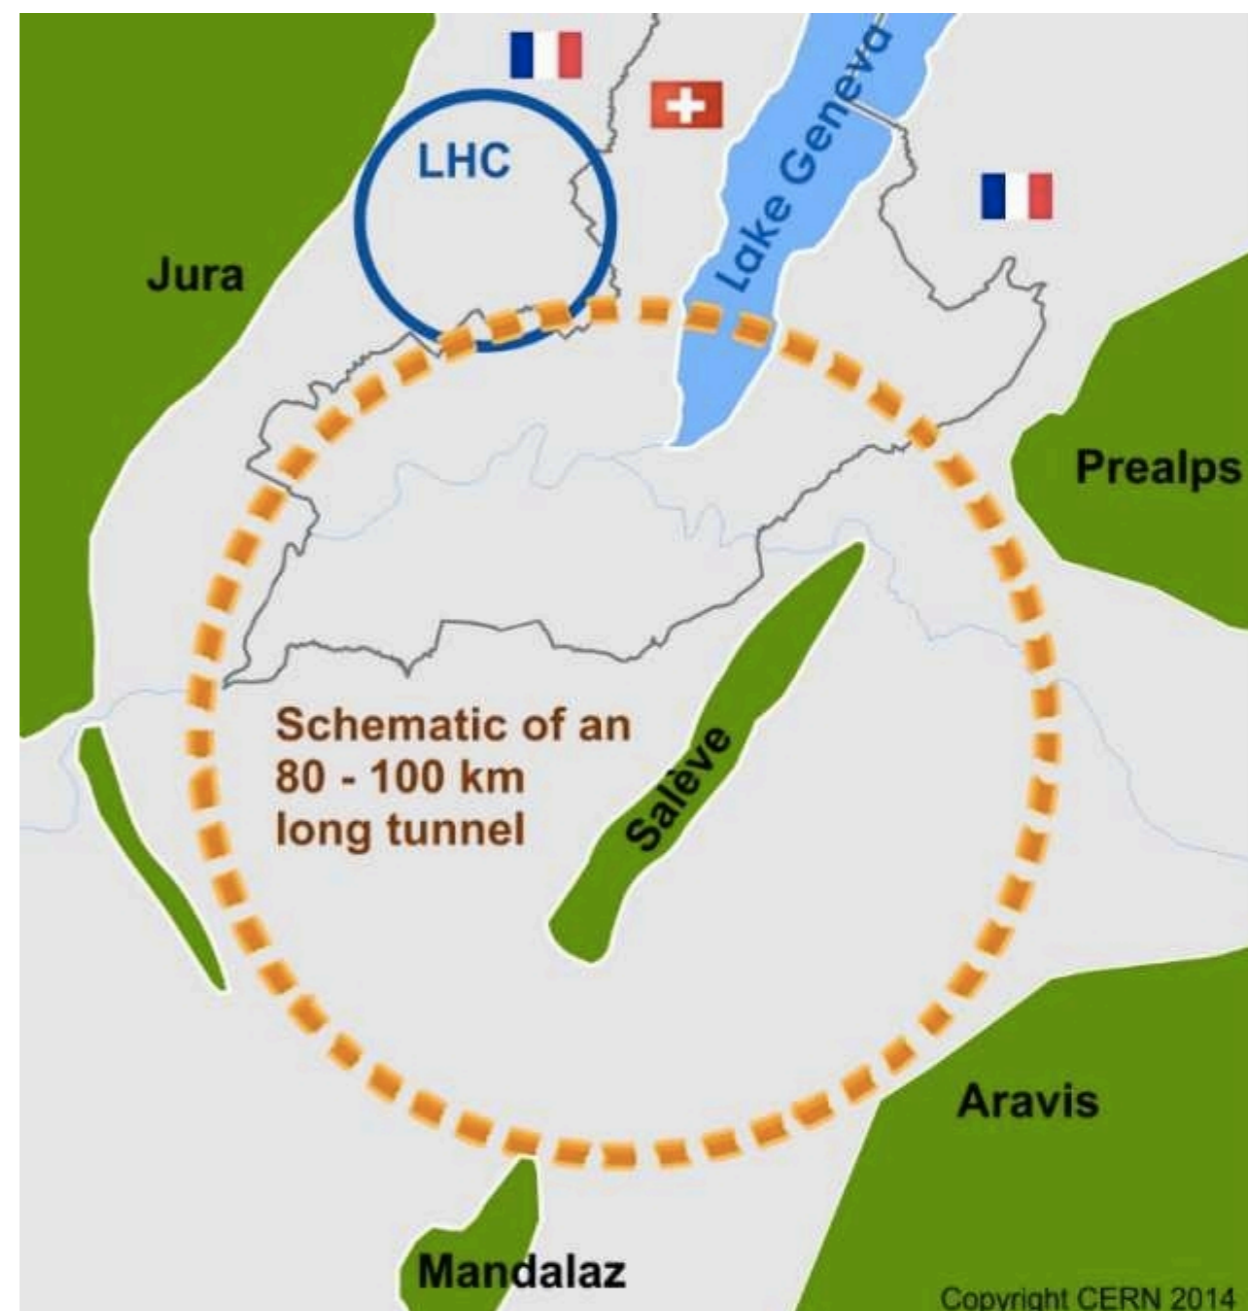 LHC
Lake Geneva
Jura
Prealps
Schematic of an
80 - 100 km
long tunnel
Salève
Aravis
Mandalaz
Copyright CERN 2014